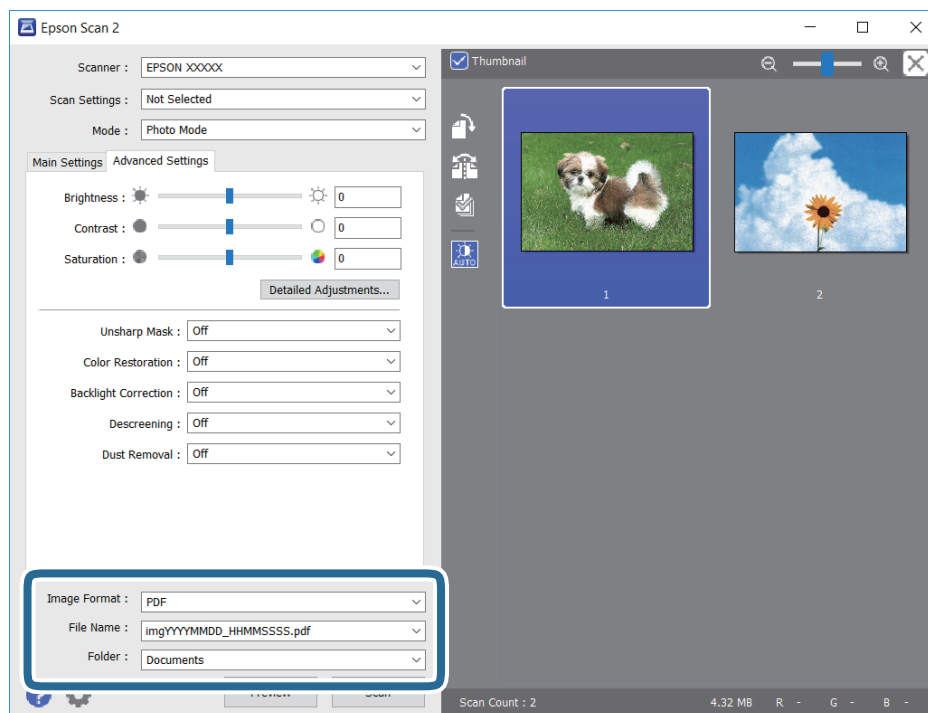 Epson Scan 2
Scanner : EPSON XXXXX
Scan Settings : Not Selected
Mode : Photo Mode
Main Settings Advanced Settings
Brightness : 0
Contrast : 0
Saturation : 0
Detailed Adjustments...
Unsharp Mask : Off
Color Restoration : Off
Backlight Correction : Off
Descreening : Off
Dust Removal : Off
Image Format : PDF
File Name : imgYYYYMMDD_HHMMSSSS.pdf
Folder : Documents
? Preview Scan
Thumbnail
AUTO
1 2
Scan Count : 2 4.32 MB R - G - B -